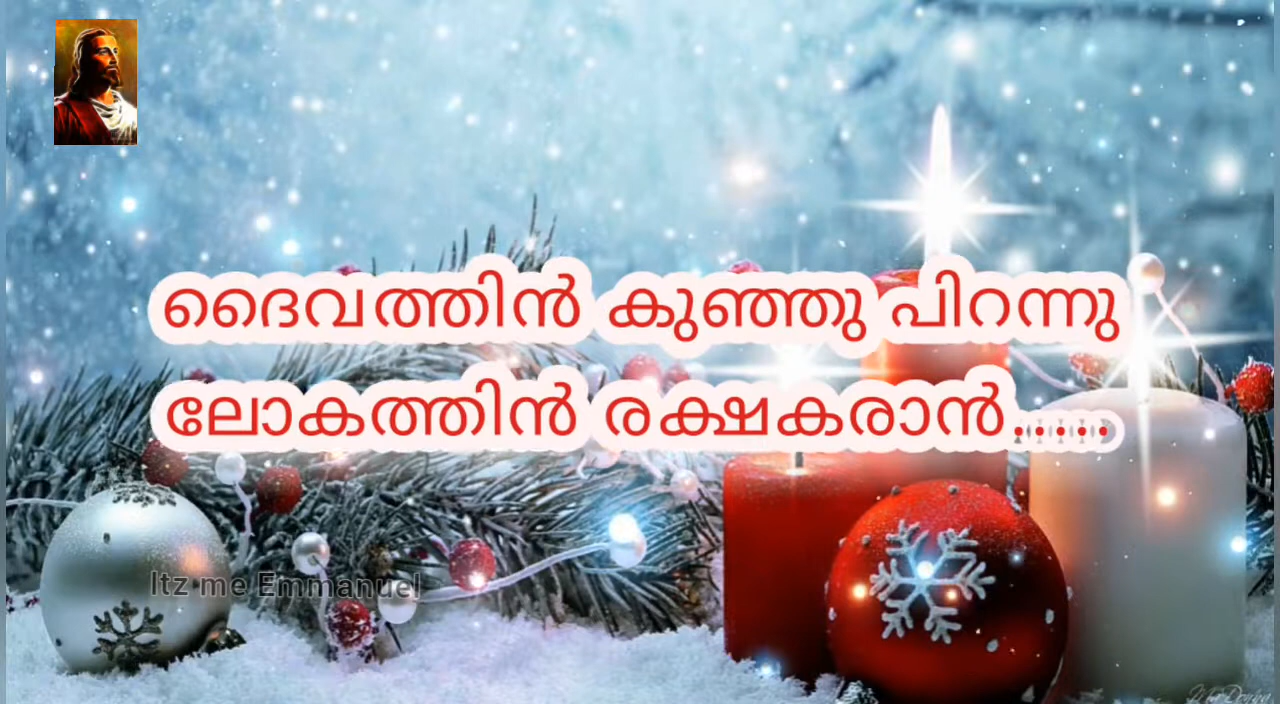 ദൈവത്തിൻ കുഞ്ഞു പിറന്നു
ലോകത്തിൻ രക്ഷകരാൻ......
Itz me Emmanuel